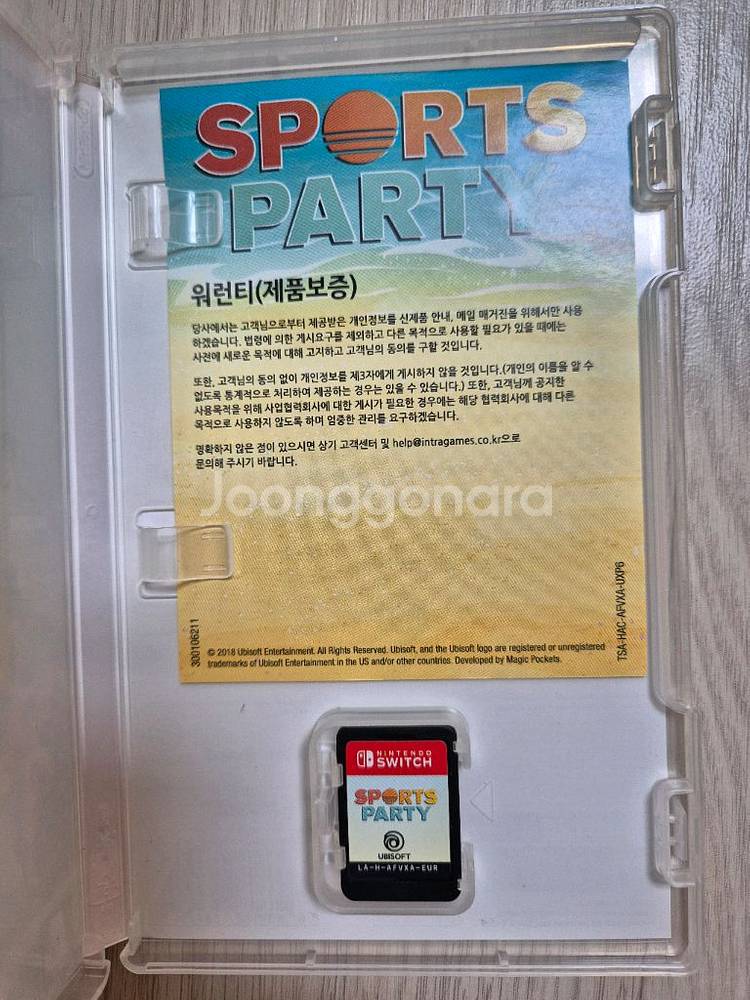 SPORTS
PARTY
워런티(제품보증)
당사에서는 고객님으로부터 제공받은 개인정보를 신제품 안내, 메일 매거진을 위해서만 사용
하겠습니다. 법령에 의한 게시요구를 제외하고 다른 목적으로 사용할 필요가 있을 때에는
사전에 새로운 목적에 대해 고지하고 고객님의 동의를 구할 것입니다.
또한, 고객님의 동의 없이 개인정보를 제3자에게 게시하지 않을 것입니다.(개인의 이름을 알 수
없도록 통계적으로 처리하여 제공하는 경우는 있을 수 있습니다.) 또한, 고객님께 공지한
사용목적을 위해 사업협력회사에 대한 게시가 필요한 경우에는 해당 협력회사에 대해 다른
목적으로 사용하지 않도록 하며 엄중한 관리를 요구하겠습니다.
명확하지 않은 점이 있으시면 상기 고객센터 및 help@intragames.co.kr으로
문의해 주시기 바랍니다.
Joonggonara
300106211
TSA-HAC-AFVXA-UXP6
© 2018 Ubisoft Entertainment. All Rights Reserved. Ubisoft, and the Ubisoft logo are registered or unregistered
trademarks of Ubisoft Entertainment in the US and/or other countries. Developed by Magic Pockets.
NINTENDO
SWITCH
SPORTS
PARTY
UBISOFT
LA-H-AFVXA-EUR